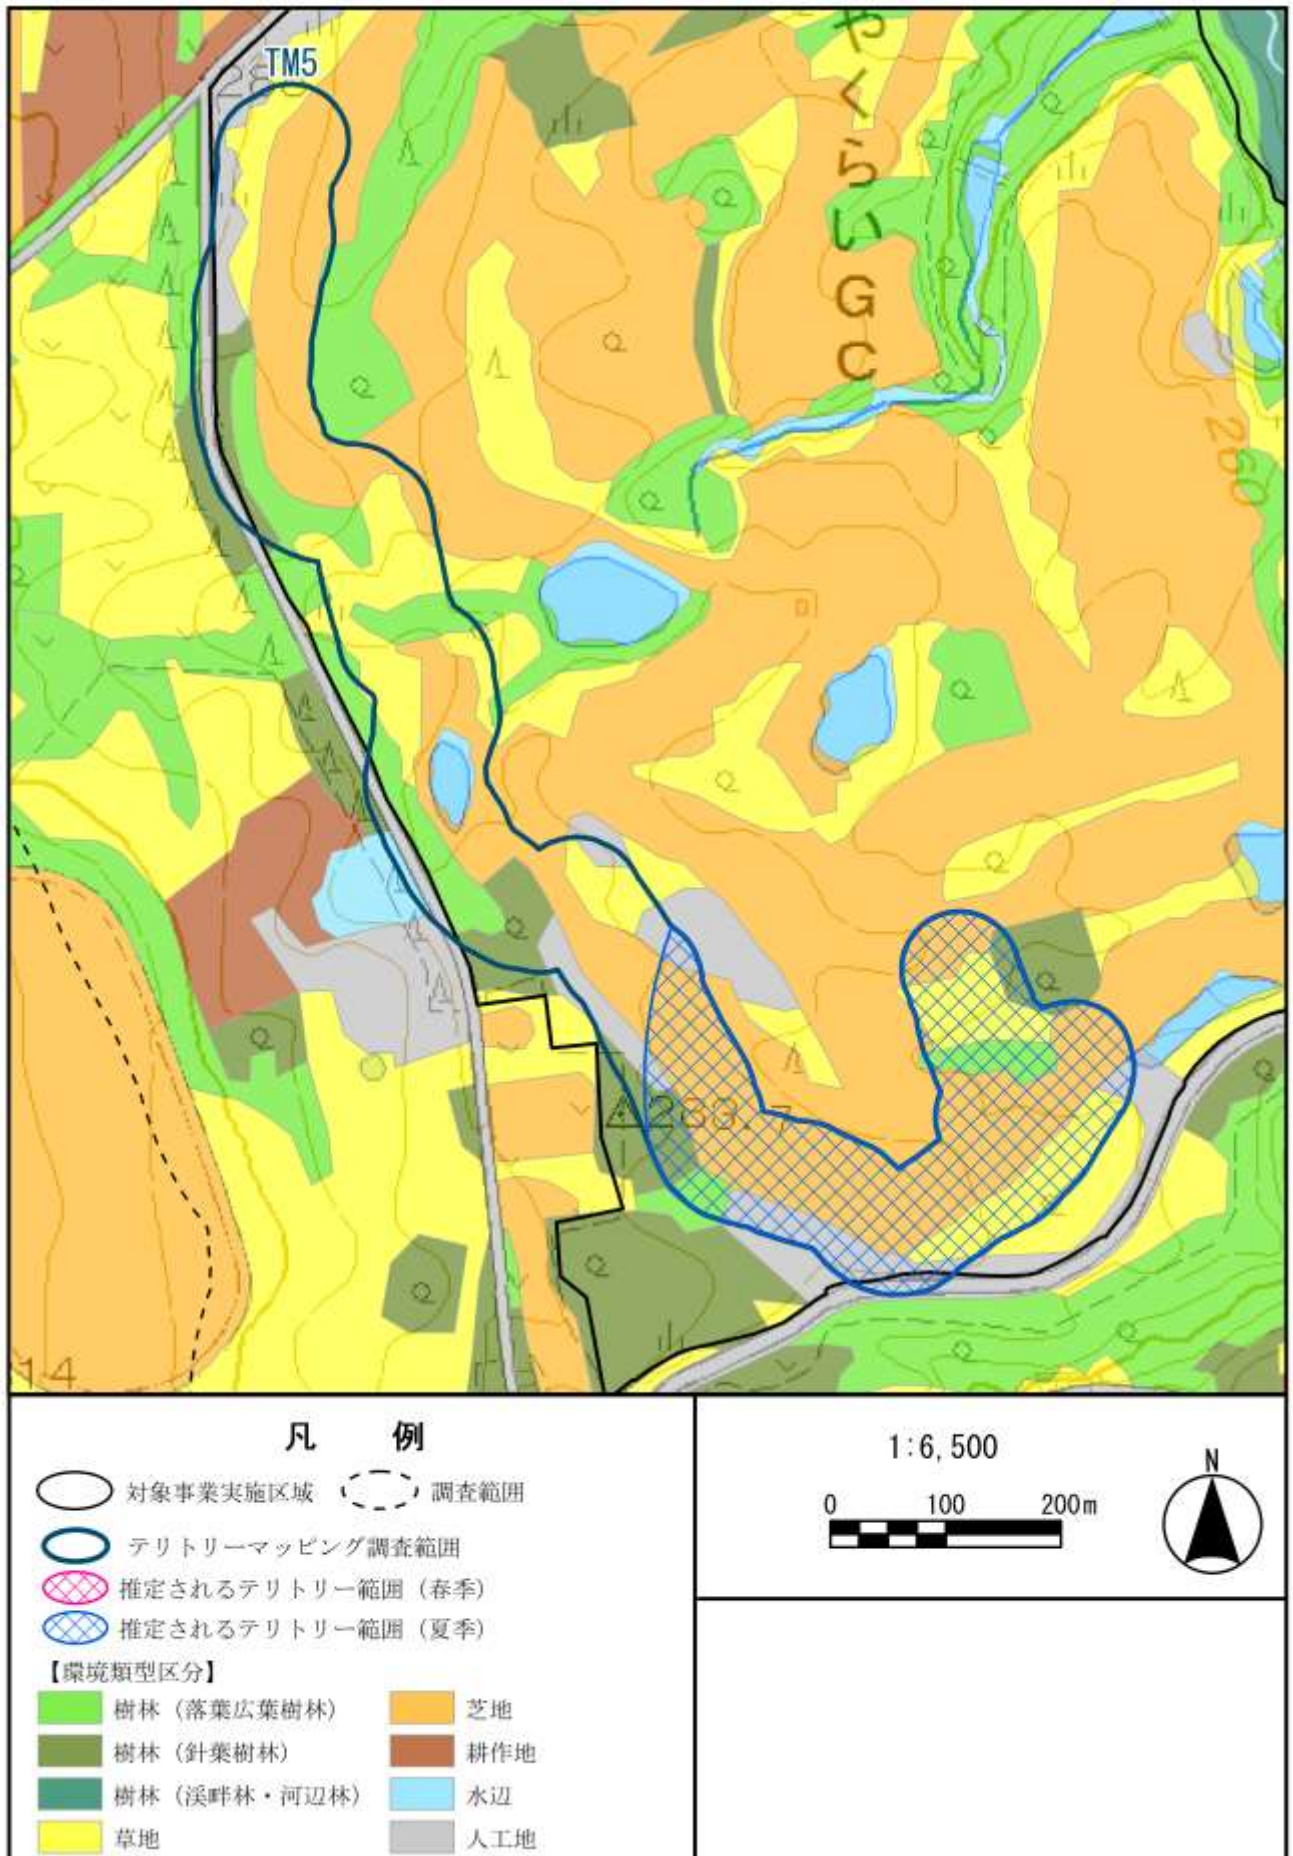 TM5
やくらいGC
260
233.7
14
凡 例
対象事業実施区域 調査範囲
テリトリーマッピング調査範囲
推定されるテリトリー範囲（春季）
推定されるテリトリー範囲（夏季）
【環境類型区分】
樹林（落葉広葉樹林） 芝地
樹林（針葉樹林） 耕作地
樹林（渓畔林・河辺林） 水辺
草地 人工地
1:6,500
0 100 200m
N